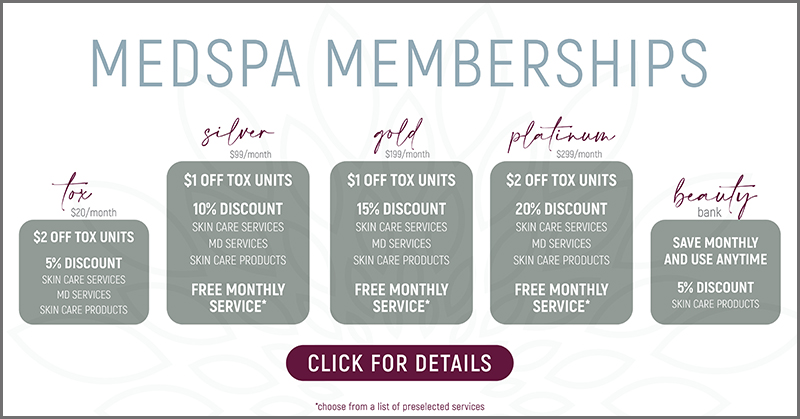 MEDSPA MEMBERSHIPS
tox
$20/month
$2 OFF TOX UNITS
5% DISCOUNT
SKIN CARE SERVICES
MD SERVICES
SKIN CARE PRODUCTS
silver
$99/month
$1 OFF TOX UNITS
10% DISCOUNT
SKIN CARE SERVICES
MD SERVICES
SKIN CARE PRODUCTS
FREE MONTHLY
SERVICE*
gold
$199/month
$1 OFF TOX UNITS
15% DISCOUNT
SKIN CARE SERVICES
MD SERVICES
SKIN CARE PRODUCTS
FREE MONTHLY
SERVICE*
platinum
$299/month
$2 OFF TOX UNITS
20% DISCOUNT
SKIN CARE SERVICES
MD SERVICES
SKIN CARE PRODUCTS
FREE MONTHLY
SERVICE*
beauty
bank
SAVE MONTHLY
AND USE ANYTIME
5% DISCOUNT
SKIN CARE PRODUCTS
CLICK FOR DETAILS
*choose from a list of preselected services